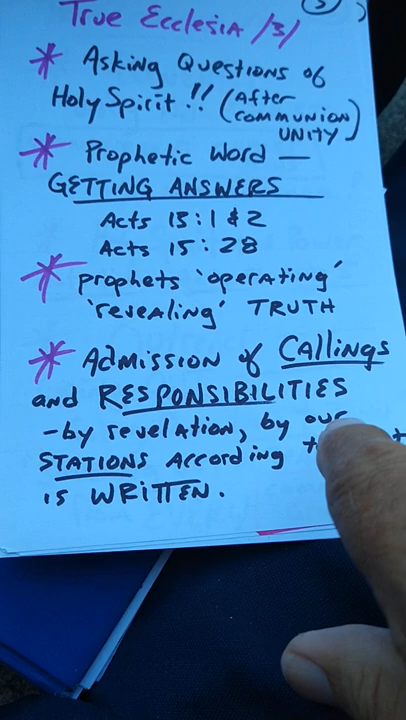 True Ecclesia /3/
* Asking Questions of
Holy Spirit!! (After
COMMUNION
UNITY)
* Prophetic Word —
GETTING ANSWERS
Acts 13:1 & 2
Acts 15:28
* prophets 'operating'
'revealing' TRUTH
* Admission of Callings
and RESPONSIBILITIES
-by revelation, by our
STATIONS According
is WRITTEN.